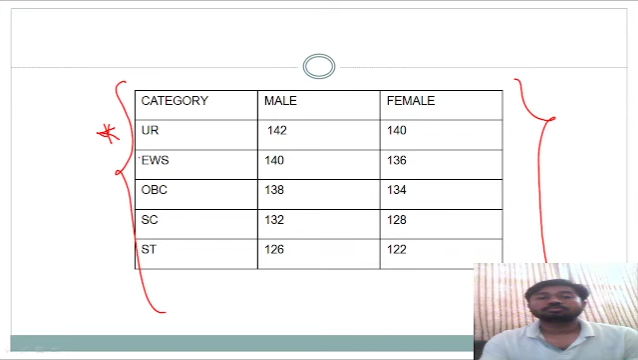 CATEGORY MALE FEMALE
UR 142 140
EWS 140 136
OBC 138 134
SC 132 128
ST 126 122